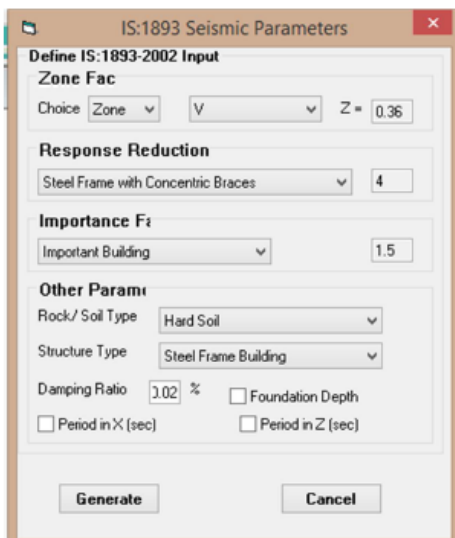 IS:1893 Seismic Parameters
Define IS:1893-2002 Input
Zone Fac
Choice Zone V Z = 0.36
Response Reduction
Steel Frame with Concentric Braces 4
Importance Fa
Important Building 1.5
Other Parame
Rock/ Soil Type Hard Soil
Structure Type Steel Frame Building
Damping Ratio 0.02 % Foundation Depth
Period in X (sec) Period in Z (sec)
Generate Cancel